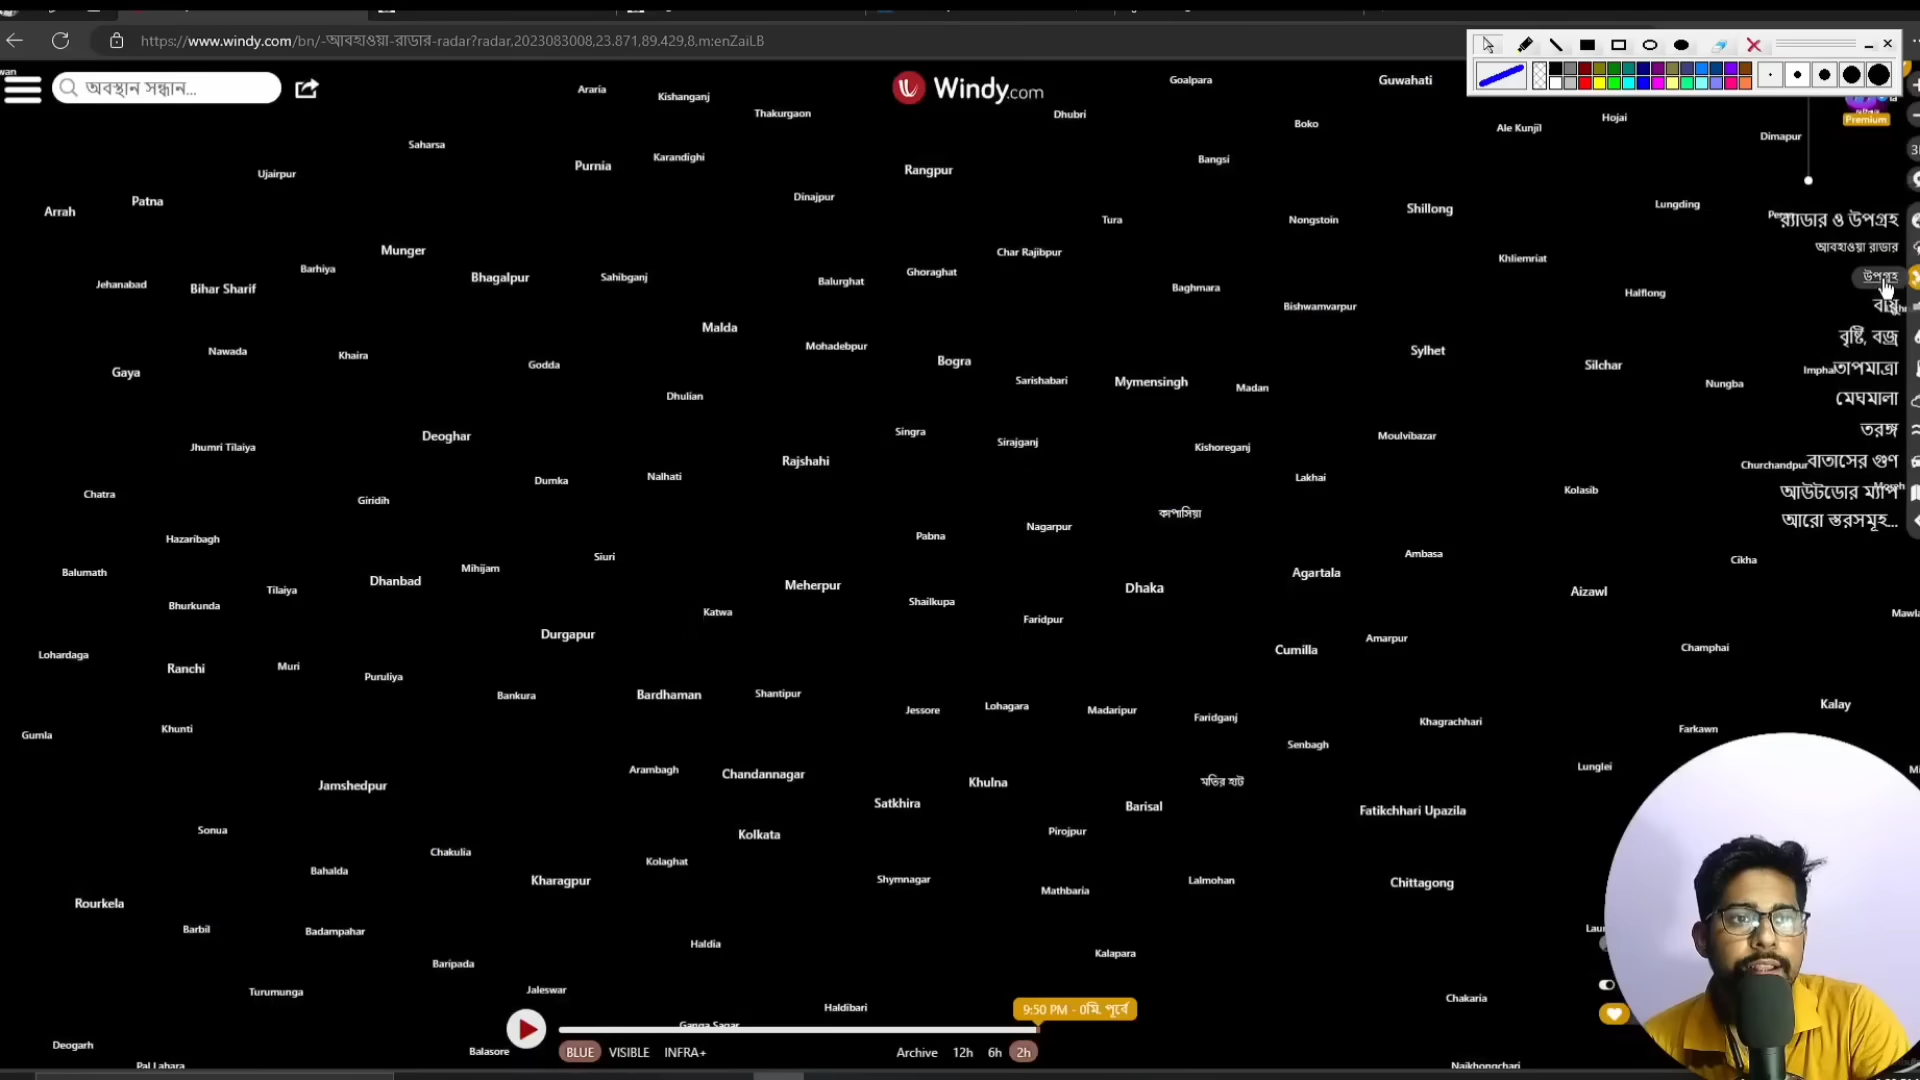 https://www.windy.com/bn/-আবহাওয়া-রাডার-radar?radar,2023083008,23.871,89.429,8,m:enZaiLB
wan
অবস্থান সন্ধান...
Windy.com
Premium
Araria
Kishanganj
Thakurgaon
Goalpara
Dhubri
Guwahati
Boko
Ale Kunjil
Hojai
Dimapur
Saharsa
Purnia
Karandighi
Rangpur
Bangsi
Ujairpur
Dinajpur
Arrah
Patna
Tura
Nongstoin
Shillong
Lungding
র‍্যাডার ও উপগ্রহ
আবহাওয়া রাডার
উপগ্রহ
বায়ু
বৃষ্টি, বজ্র
তাপমাত্রা
মেঘমালা
তরঙ্গ
বাতাসের গুণ
আউটডোর ম্যাপ
আরো স্তরসমূহ...
Munger
Barhiya
Bhagalpur
Sahibganj
Balurghat
Ghoraghat
Char Rajibpur
Khliemriat
Jehanabad
Bihar Sharif
Baghmara
Bishwamvarpur
Halflong
Malda
Nawada
Khaira
Godda
Mohadebpur
Bogra
Sylhet
Silchar
Gaya
Sarishabari
Mymensingh
Madan
Nungba
Dhulian
Jhumri Tilaiya
Deoghar
Rajshahi
Singra
Sirajganj
Kishoreganj
Moulvibazar
Churchandpur
Chatra
Giridih
Dumka
Nalhati
Lakhai
Kolasib
Hazaribagh
Pabna
Nagarpur
কাপাসিয়া
Balumath
Tilaiya
Dhanbad
Mihijam
Siuri
Meherpur
Dhaka
Agartala
Ambasa
Cikha
Bhurkunda
Katwa
Shailkupa
Faridpur
Aizawl
Durgapur
Lohardaga
Ranchi
Muri
Puruliya
Cumilla
Amarpur
Champhai
Bankura
Bardhaman
Shantipur
Jessore
Lohagara
Madaripur
Faridganj
Khagrachhari
Kalay
Gumla
Khunti
Senbagh
Farkawn
Jamshedpur
Arambagh
Chandannagar
Khulna
মতির হাট
Lunglei
Satkhira
Barisal
Fatikchhari Upazila
Sonua
Chakulia
Kolkata
Pirojpur
Bahalda
Kharagpur
Kolaghat
Shymnagar
Mathbaria
Lalmohan
Chittagong
Rourkela
Barbil
Badampahar
Haldia
Kalapara
Baripada
Turumunga
Jaleswar
Haldibari
Chakaria
9:50 PM - 0মি. পূর্বে
Ganga Sagar
Deogarh
Balasore
BLUE VISIBLE INFRA+
Archive 12h 6h 2h
Pal Lahara
Naikhongchari